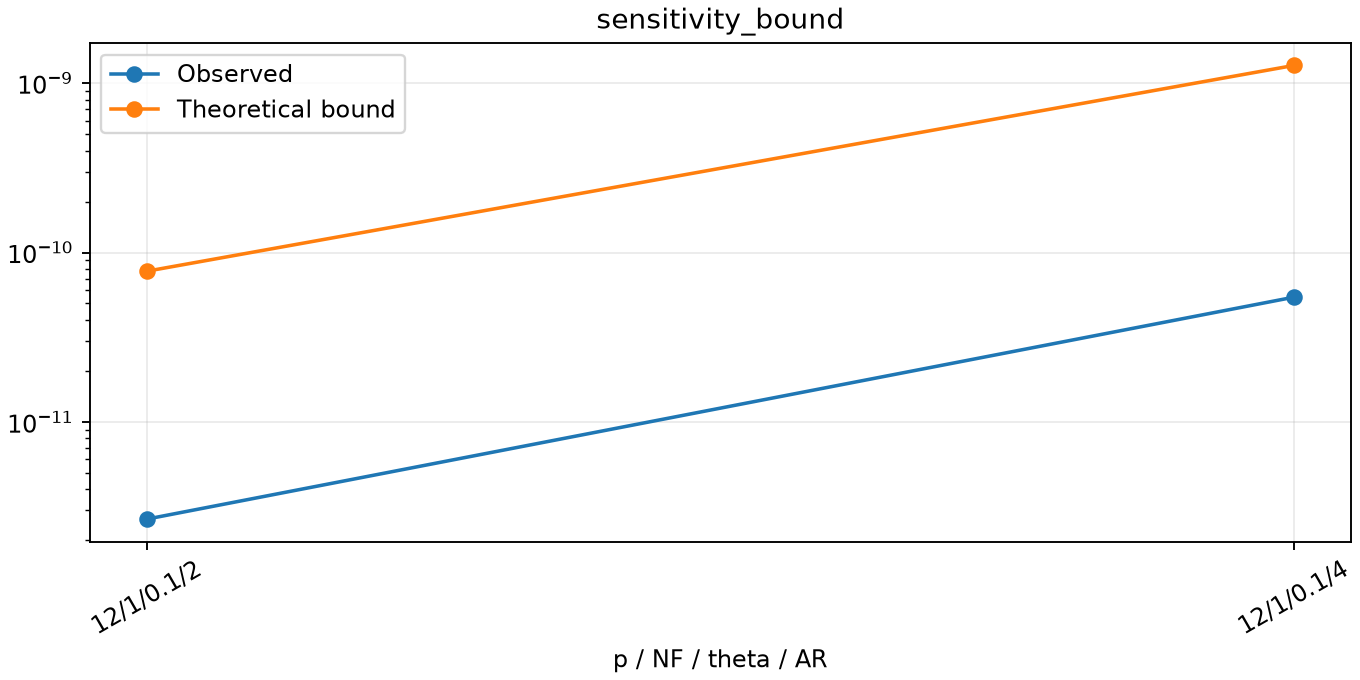 sensitivity_bound
Observed
Theoretical bound
10⁻⁹
10⁻¹⁰
10⁻¹¹
12/1/0.1/2
12/1/0.1/4
p / NF / theta / AR